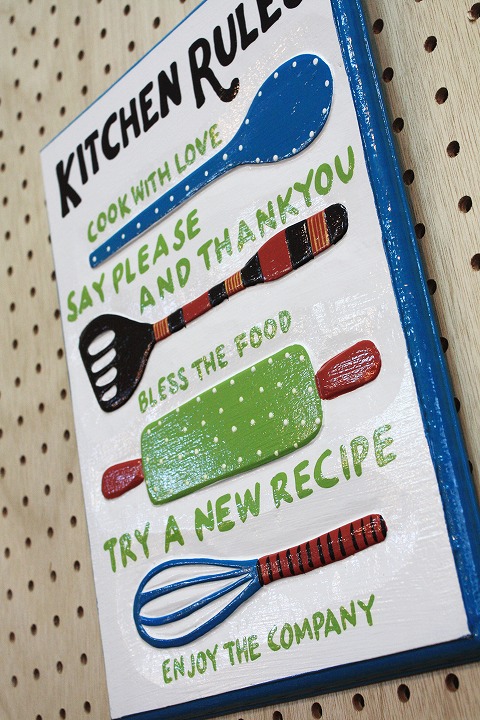 KITCHEN RULES
COOK WITH LOVE
SAY PLEASE
AND THANKYOU
BLESS THE FOOD
TRY A NEW RECIPE
ENJOY THE COMPANY